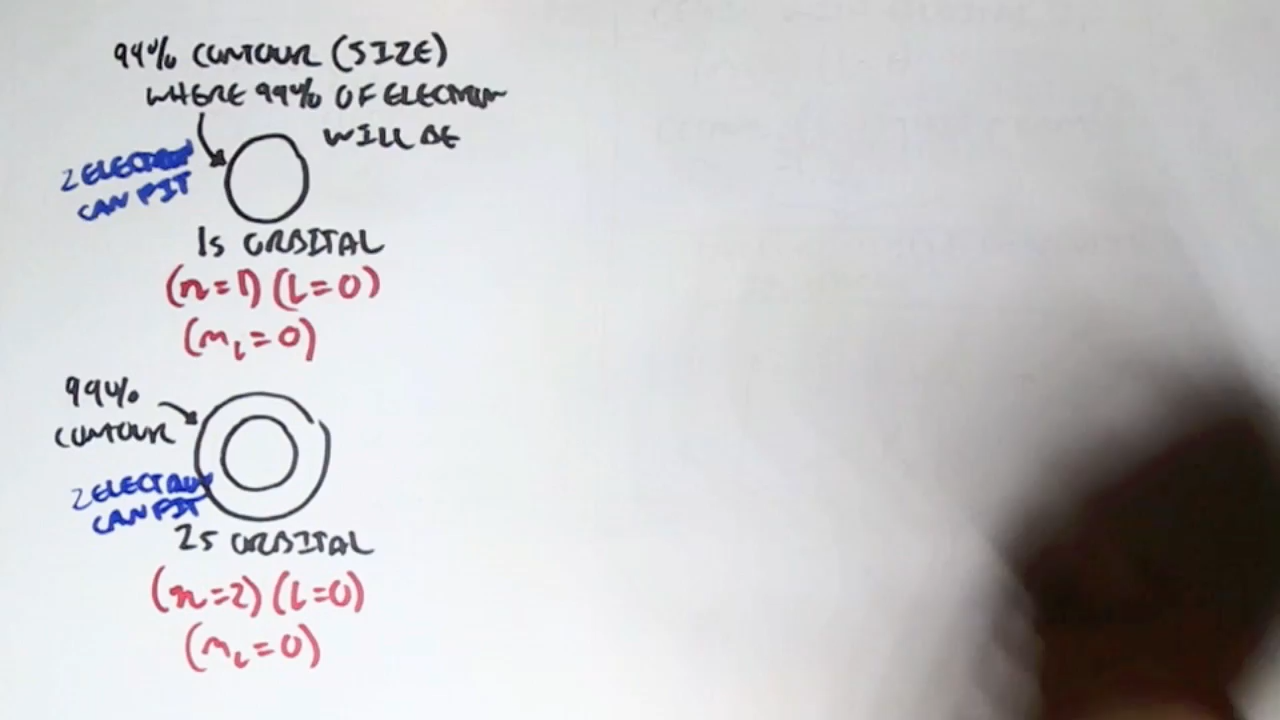 99% CONTOUR (SIZE)
WHERE 99% OF ELECTRON
WILL BE
2 ELECTRON
CAN FIT
1s ORBITAL
(n=1) (l=0)
(ml=0)
99%
CONTOUR
2 ELECTRON
CAN FIT
2s ORBITAL
(n=2) (l=0)
(ml=0)